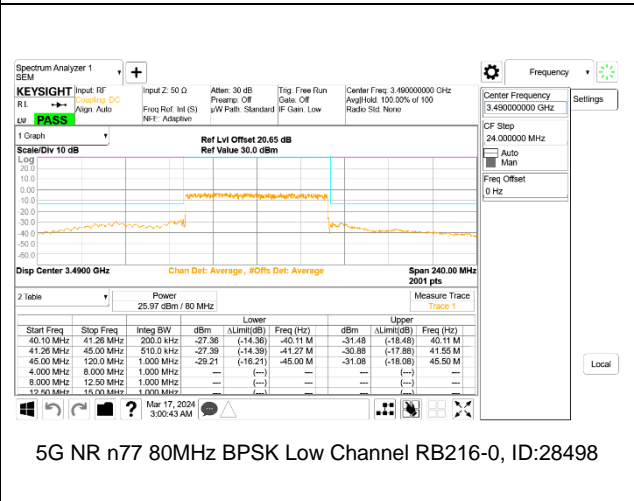 Spectrum Analyzer 1
SEM
Frequency
KEYSIGHT Input: RF
RL
Coupling: DC
Align: Auto
LNI PASS
Input Z: 50 Ω
Freq Ref: Int (S)
NFE: Adaptive
Atten: 30 dB
Preamp: Off
µW Path: Standard
Trig: Free Run
Gate: Off
IF Gain: Low
Center Freq: 3.490000000 GHz
Avg|Hold: 100.00% of 100
Radio Std: None
Center Frequency
3.490000000 GHz
Settings
CF Step
24.000000 MHz
Auto
Man
Freq Offset
0 Hz
1 Graph
Scale/Div 10 dB
Ref Lvl Offset 20.65 dB
Ref Value 30.0 dBm
Log
20.0
10.0
0.00
-10.0
-20.0
-30.0
-40.0
-50.0
-60.0
Disp Center 3.4900 GHz
Chan Det: Average, #Offs Det: Average
Span 240.00 MHz
2001 pts
2 Table
Power
25.97 dBm / 80 MHz
Measure Trace
Trace 1
Lower Upper
Start Freq Stop Freq Integ BW dBm ΔLimit(dB) Freq (Hz) dBm ΔLimit(dB) Freq (Hz)
40.10 MHz 41.26 MHz 200.0 kHz -27.36 (-14.36) -40.11 M -31.48 (-18.48) 40.11 M
41.26 MHz 45.00 MHz 510.0 kHz -27.39 (-14.39) -41.27 M -30.88 (-17.88) 41.55 M
45.00 MHz 120.0 MHz 1.000 MHz -29.21 (-16.21) -45.00 M -31.08 (-18.08) 45.50 M
4.000 MHz 8.000 MHz 1.000 MHz --- (---) --- (---)
8.000 MHz 12.50 MHz 1.000 MHz --- (---) --- (---)
12.50 MHz 15.00 MHz 1.000 MHz --- (---) --- (---)
Local
? Mar 17, 2024
3:00:43 AM
5G NR n77 80MHz BPSK Low Channel RB216-0, ID:28498